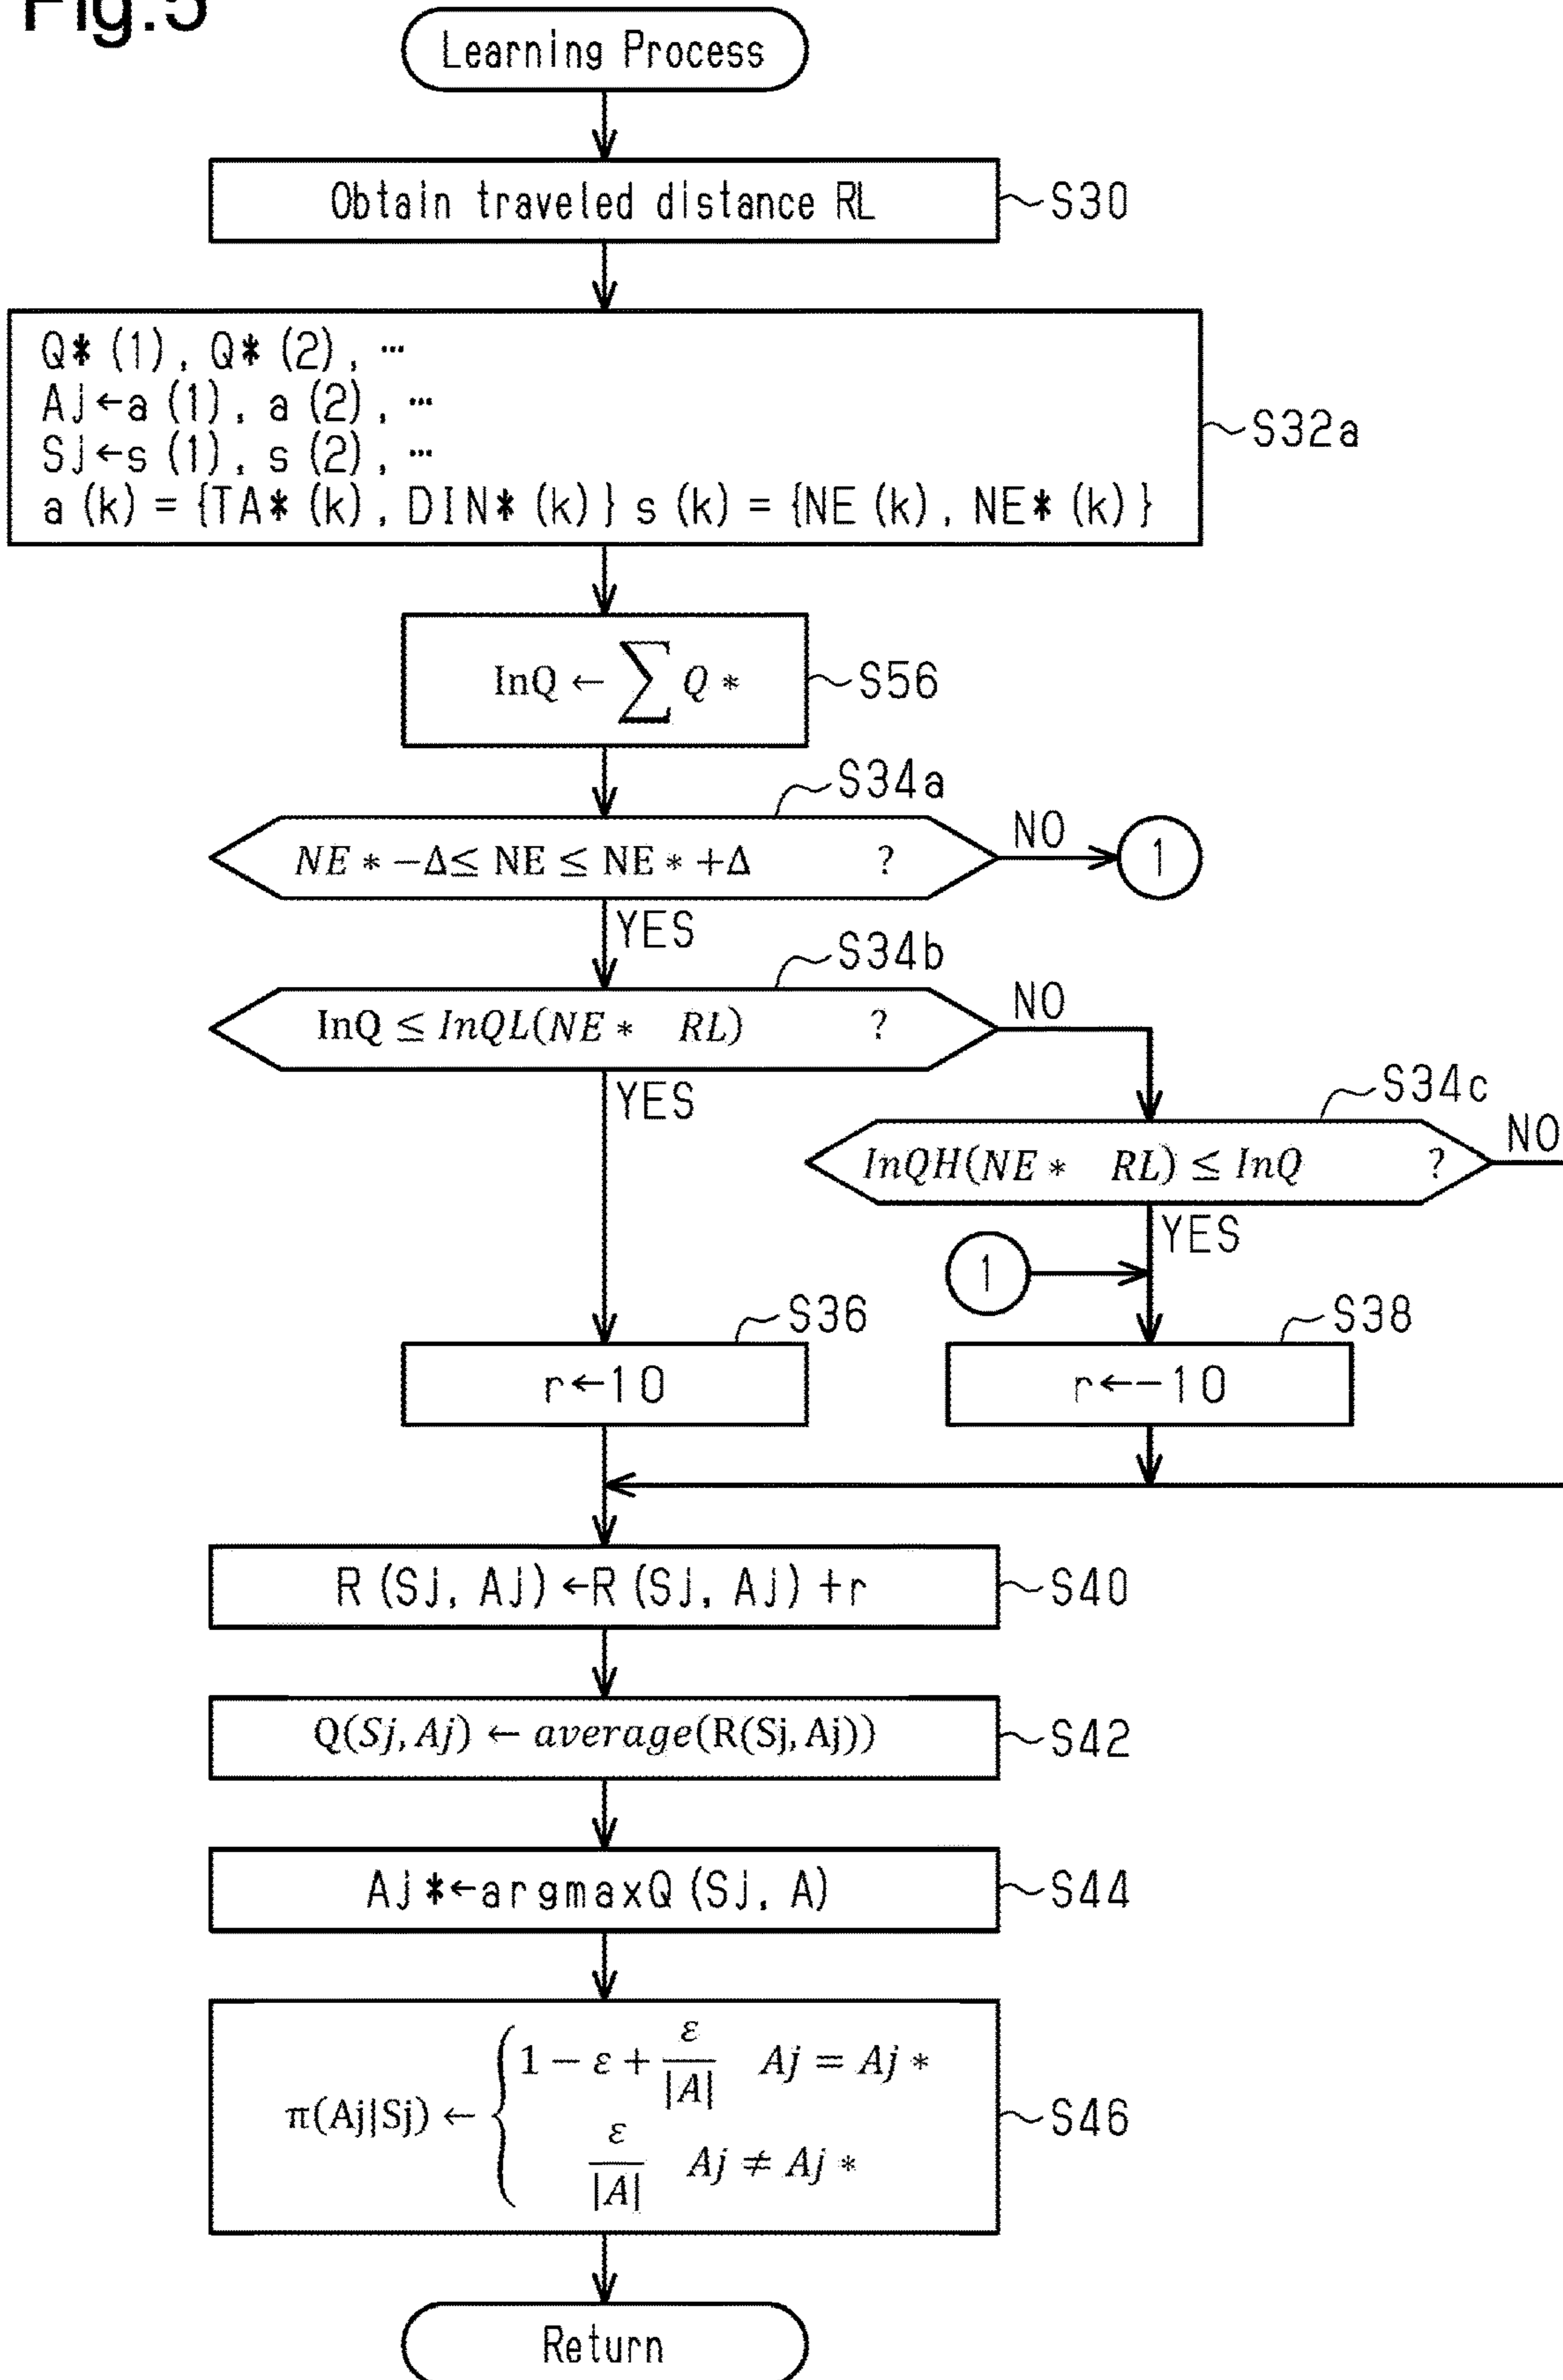 Fig.5
Learning Process
Obtain traveled distance RL
S30
Q* (1), Q* (2), …
Aj←a (1), a (2), …
Sj←s (1), s (2), …
a (k) = {TA* (k), DIN* (k)} s (k) = {NE (k), NE* (k)}
S32a
InQ ← ∑ Q *
S56
S34a
NE * −Δ≤ NE ≤ NE * +Δ ?
NO
1
YES
S34b
InQ ≤ InQL(NE * RL) ?
NO
YES
S34c
InQH(NE * RL) ≤ InQ ?
NO
YES
1
S36
r←10
S38
r←−10
R (Sj, Aj) ←R (Sj, Aj) +r
S40
Q(Sj, Aj) ← average(R(Sj, Aj))
S42
Aj*←argmaxQ (Sj, A)
S44
π(Aj|Sj) ← { 1 − ε + ε/|A| Aj = Aj *
ε/|A| Aj ≠ Aj *
S46
Return